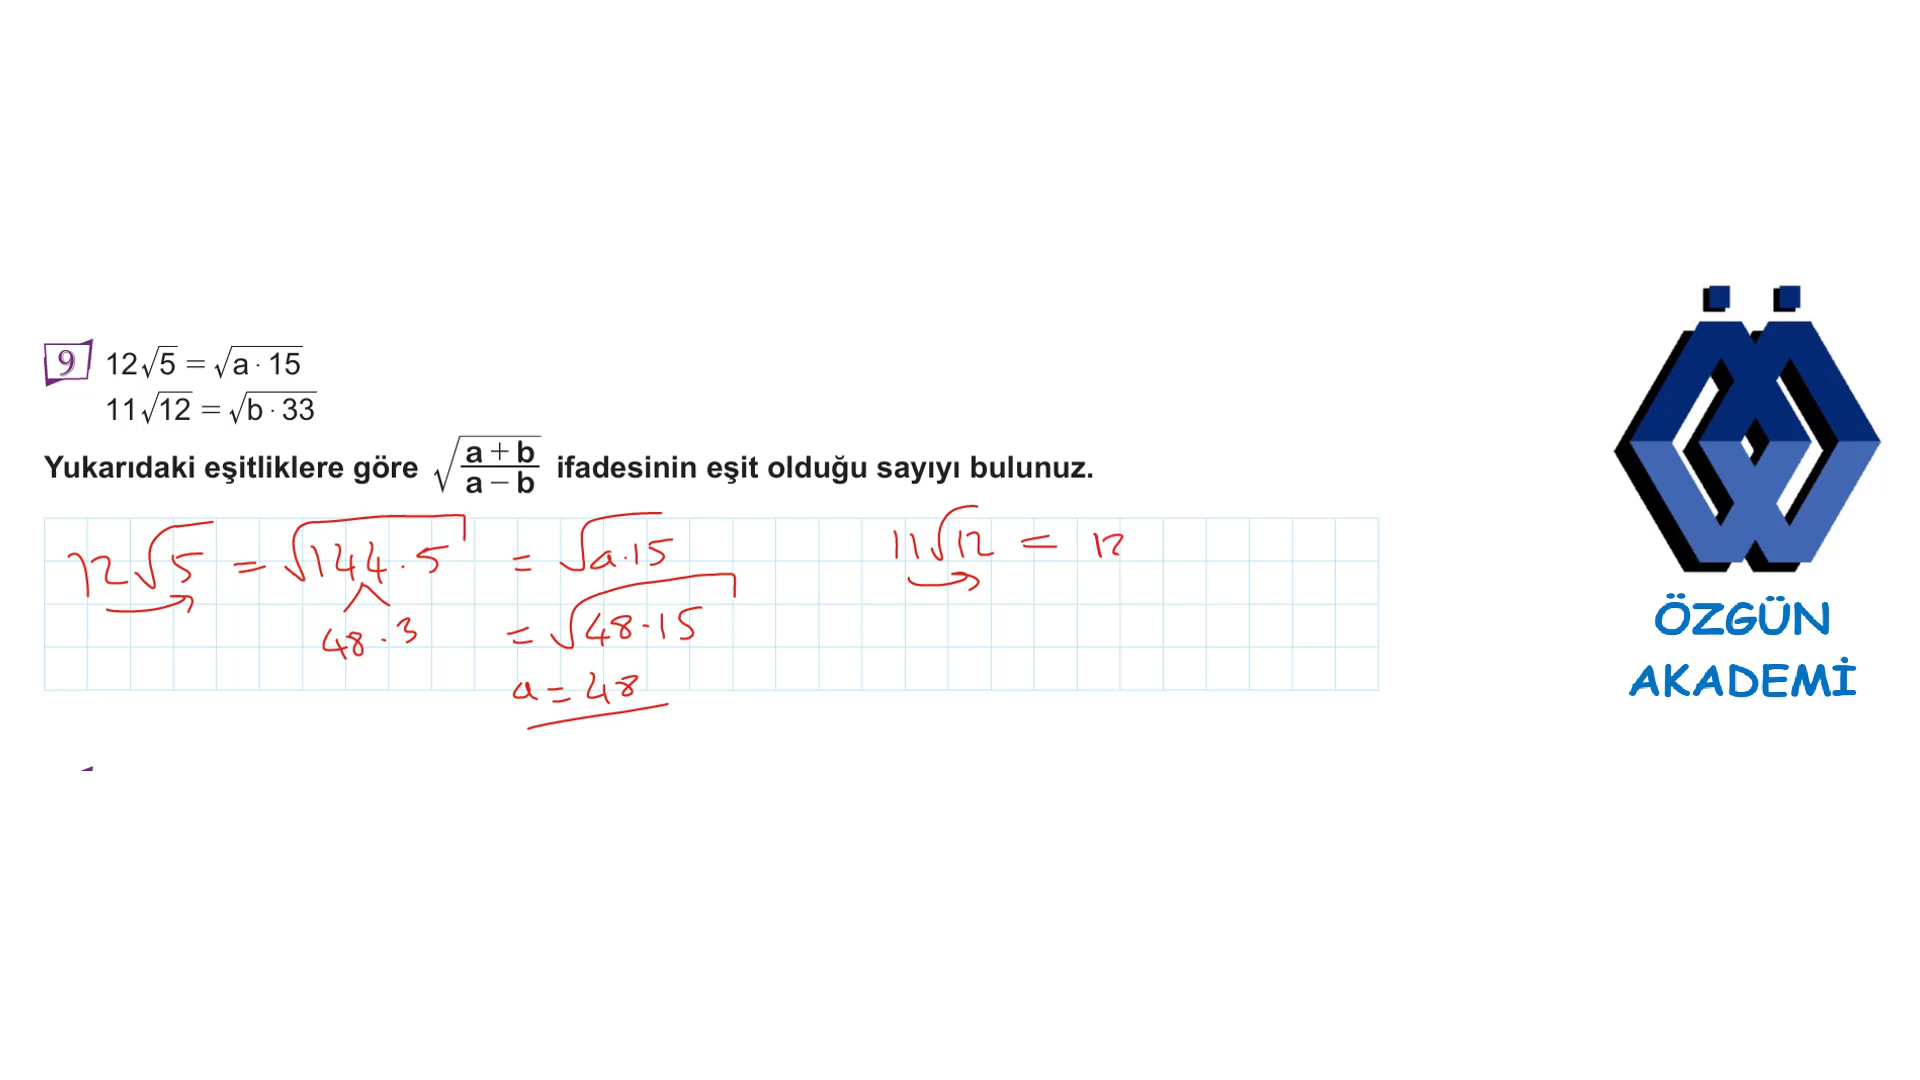 9 12√5 = √a · 15
11√12 = √b · 33
Yukarıdaki eşitliklere göre √(a + b / a − b) ifadesinin eşit olduğu sayıyı bulunuz.
12√5 = √144 · 5 = √a · 15
48 · 3 = √48 · 15
a = 48
11√12 = 12
ÖZGÜN
AKADEMİ